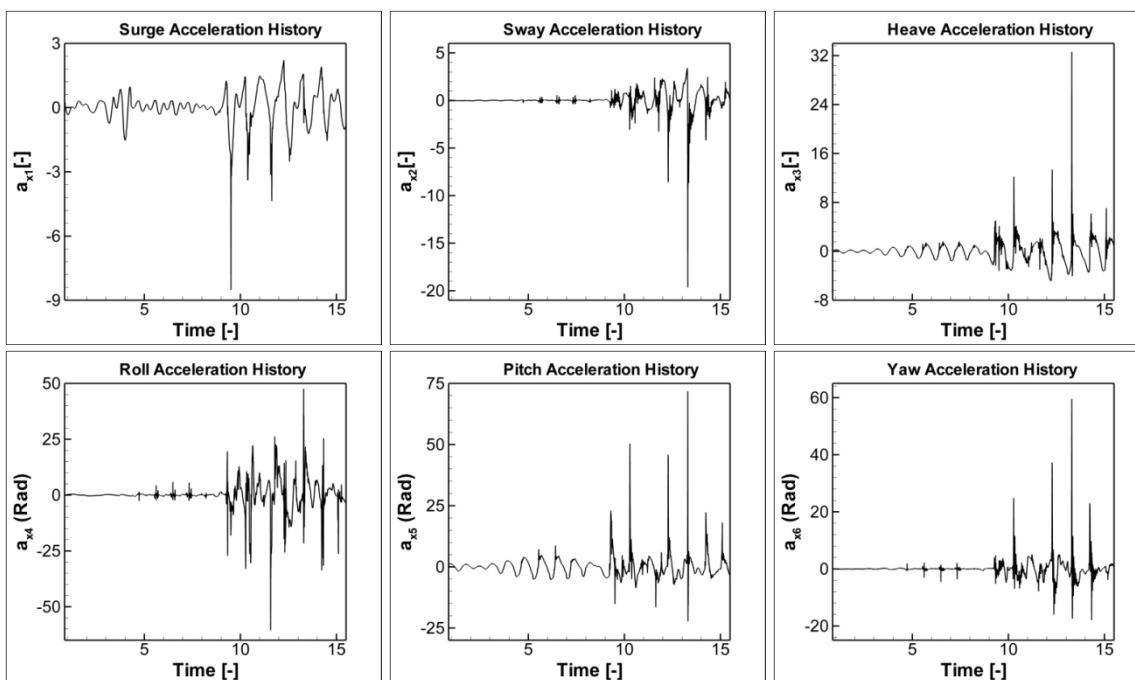 Surge Acceleration History
3
0
-3
-6
-9
a_x1[-]
5
10
15
Time [-]
Sway Acceleration History
5
0
-5
-10
-15
-20
a_x2[-]
5
10
15
Time [-]
Heave Acceleration History
32
24
16
8
0
-8
a_x3[-]
5
10
15
Time [-]
Roll Acceleration History
50
25
0
-25
-50
a_x4 (Rad)
5
10
15
Time [-]
Pitch Acceleration History
75
50
25
0
-25
a_x5 (Rad)
5
10
15
Time [-]
Yaw Acceleration History
60
40
20
0
-20
a_x6 (Rad)
5
10
15
Time [-]